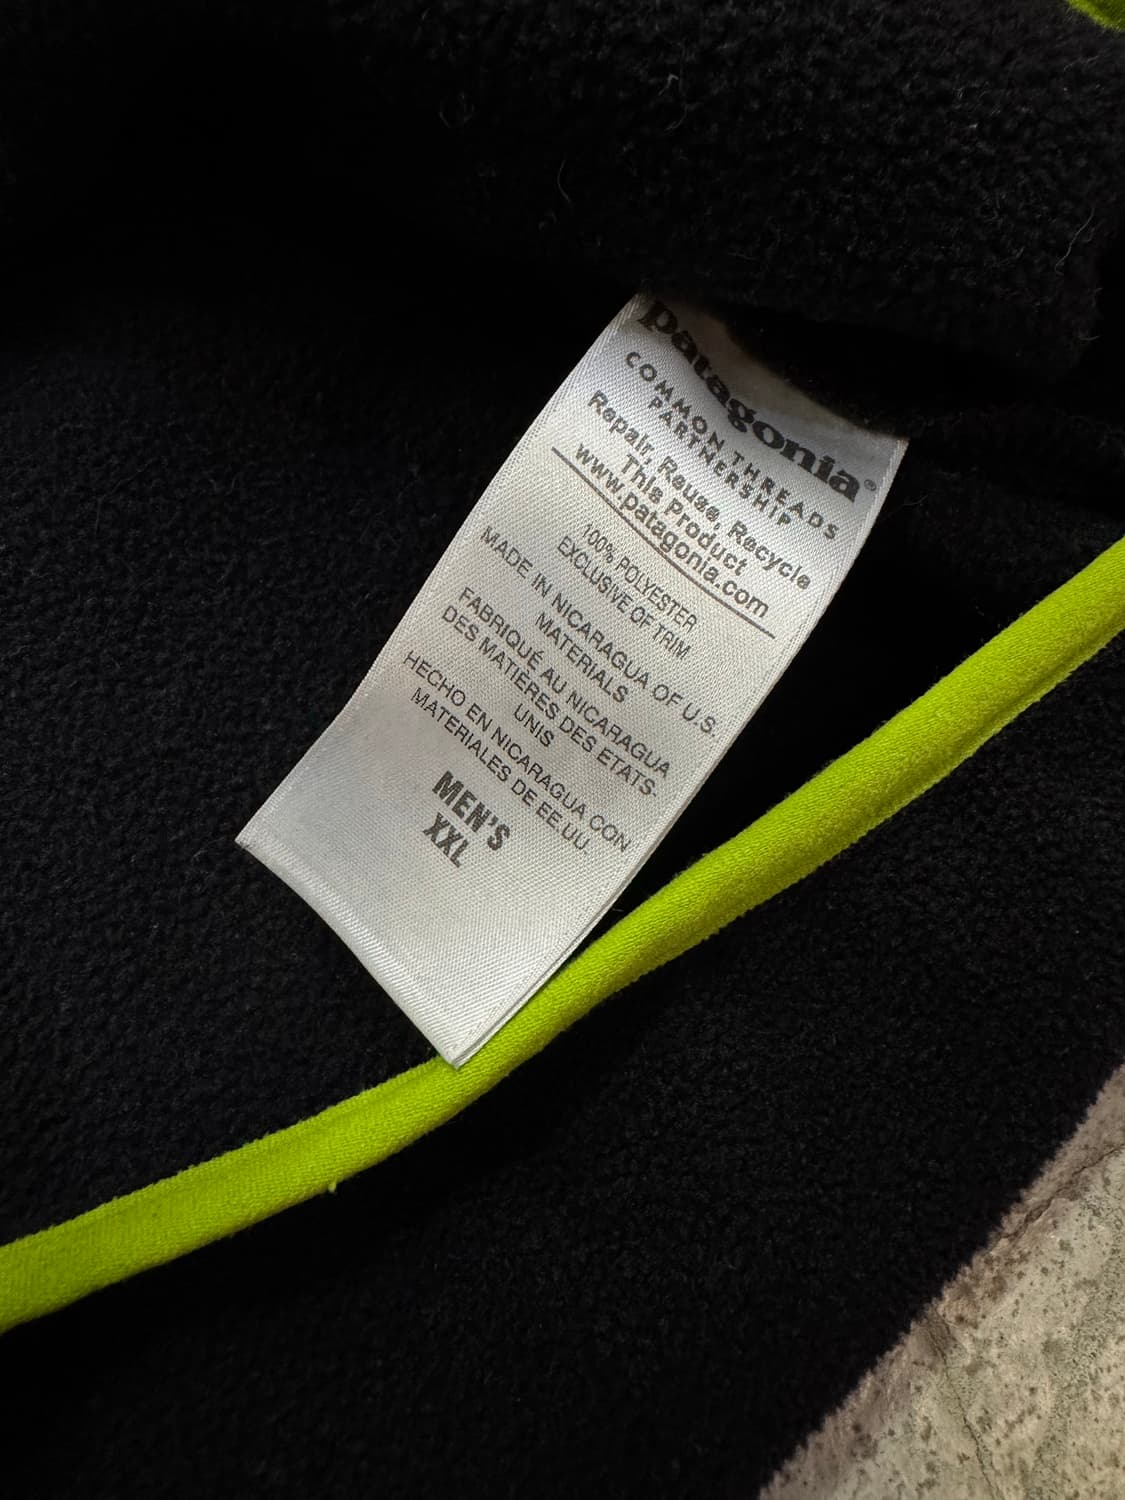 patagonia®
COMMON THREADS
PARTNERSHIP
Repair, Reuse, Recycle
This Product
www.patagonia.com
100% POLYESTER
EXCLUSIVE OF TRIM
MADE IN NICARAGUA OF U.S.
MATERIALS
FABRIQUÉ AU NICARAGUA
DES MATIÈRES DES ETATS-
UNIS
HECHO EN NICARAGUA CON
MATERIALES DE EE.UU.
MEN'S
XXL